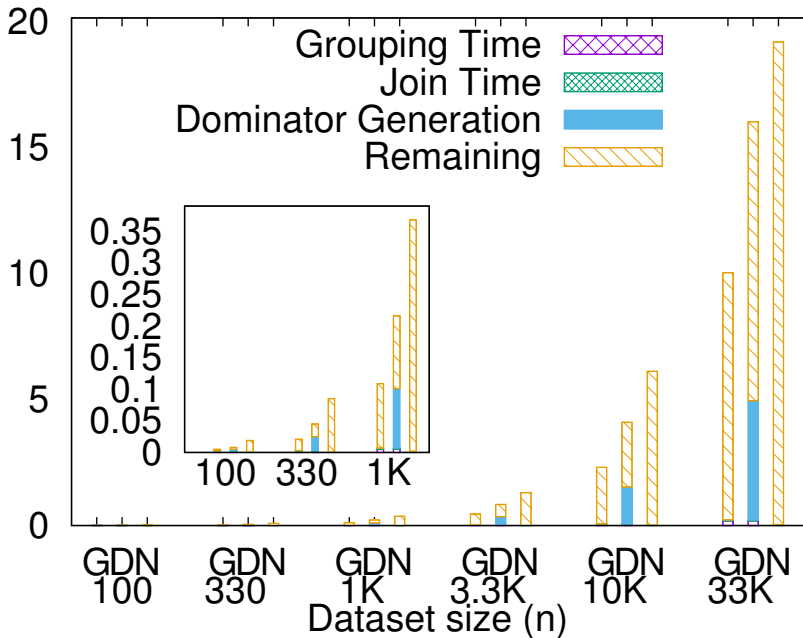 20
15
10
5
0
Grouping Time
Join Time
Dominator Generation
Remaining
0.35
0.3
0.25
0.2
0.15
0.1
0.05
0
100 330 1K
GDN GDN GDN GDN GDN GDN
100 330 1K 3.3K 10K 33K
Dataset size (n)